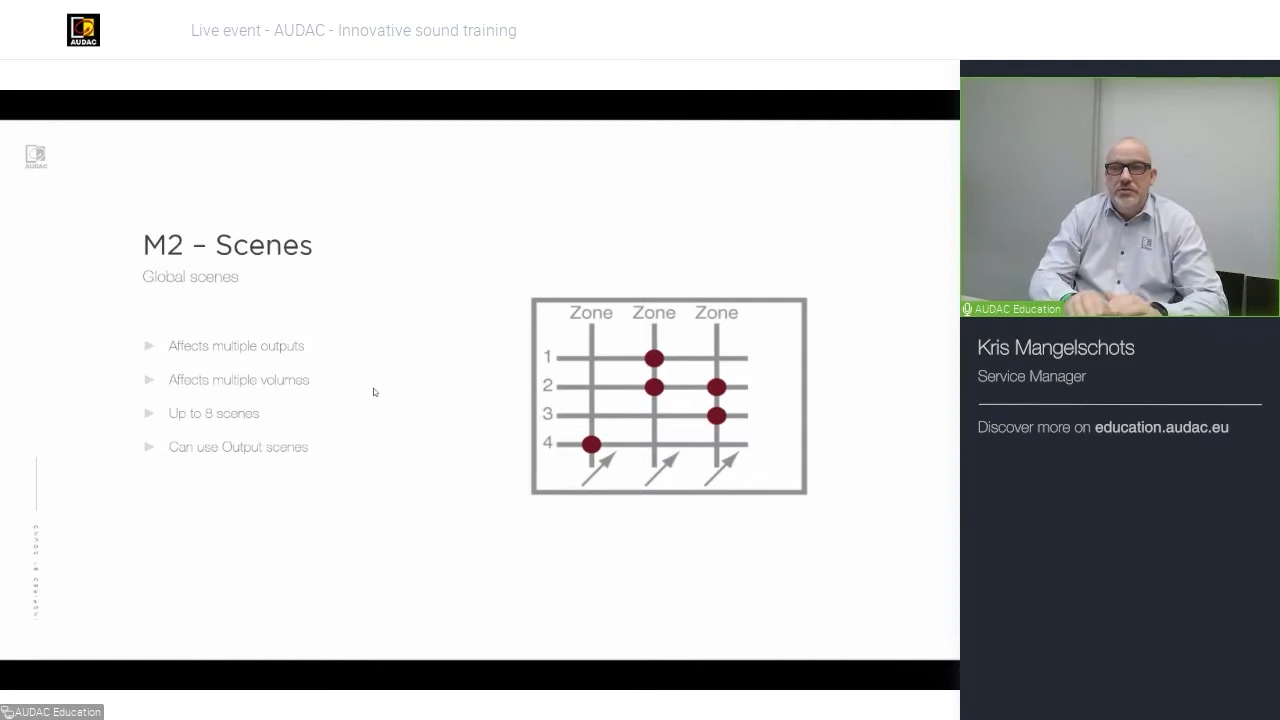 AUDAC
Live event - AUDAC - Innovative sound training
AUDAC
M2 – Scenes
Global scenes
Affects multiple outputs
Affects multiple volumes
Up to 8 scenes
Can use Output scenes
Zone Zone Zone
1
2
3
4
AUDAC Education
Kris Mangelschots
Service Manager
Discover more on education.audac.eu
AUDAC Education